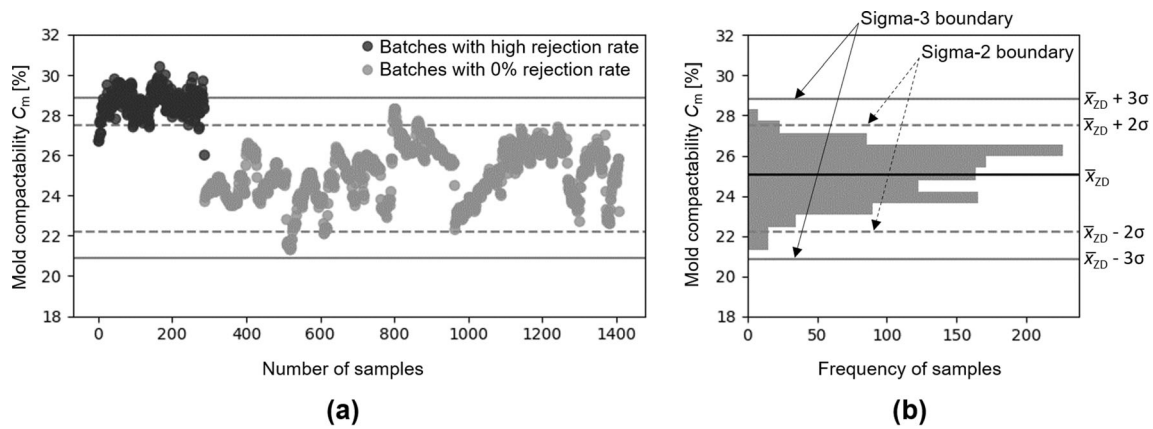 32
30
28
26
24
22
20
18
Mold compactability Cm [%]
Batches with high rejection rate
Batches with 0% rejection rate
0 200 400 600 800 1000 1200 1400
Number of samples
(a)
Sigma-3 boundary
Sigma-2 boundary
32
30
28
26
24
22
20
18
Mold compactability Cm [%]
x̅ZD + 3σ
x̅ZD + 2σ
x̅ZD
x̅ZD - 2σ
x̅ZD - 3σ
0 50 100 150 200
Frequency of samples
(b)